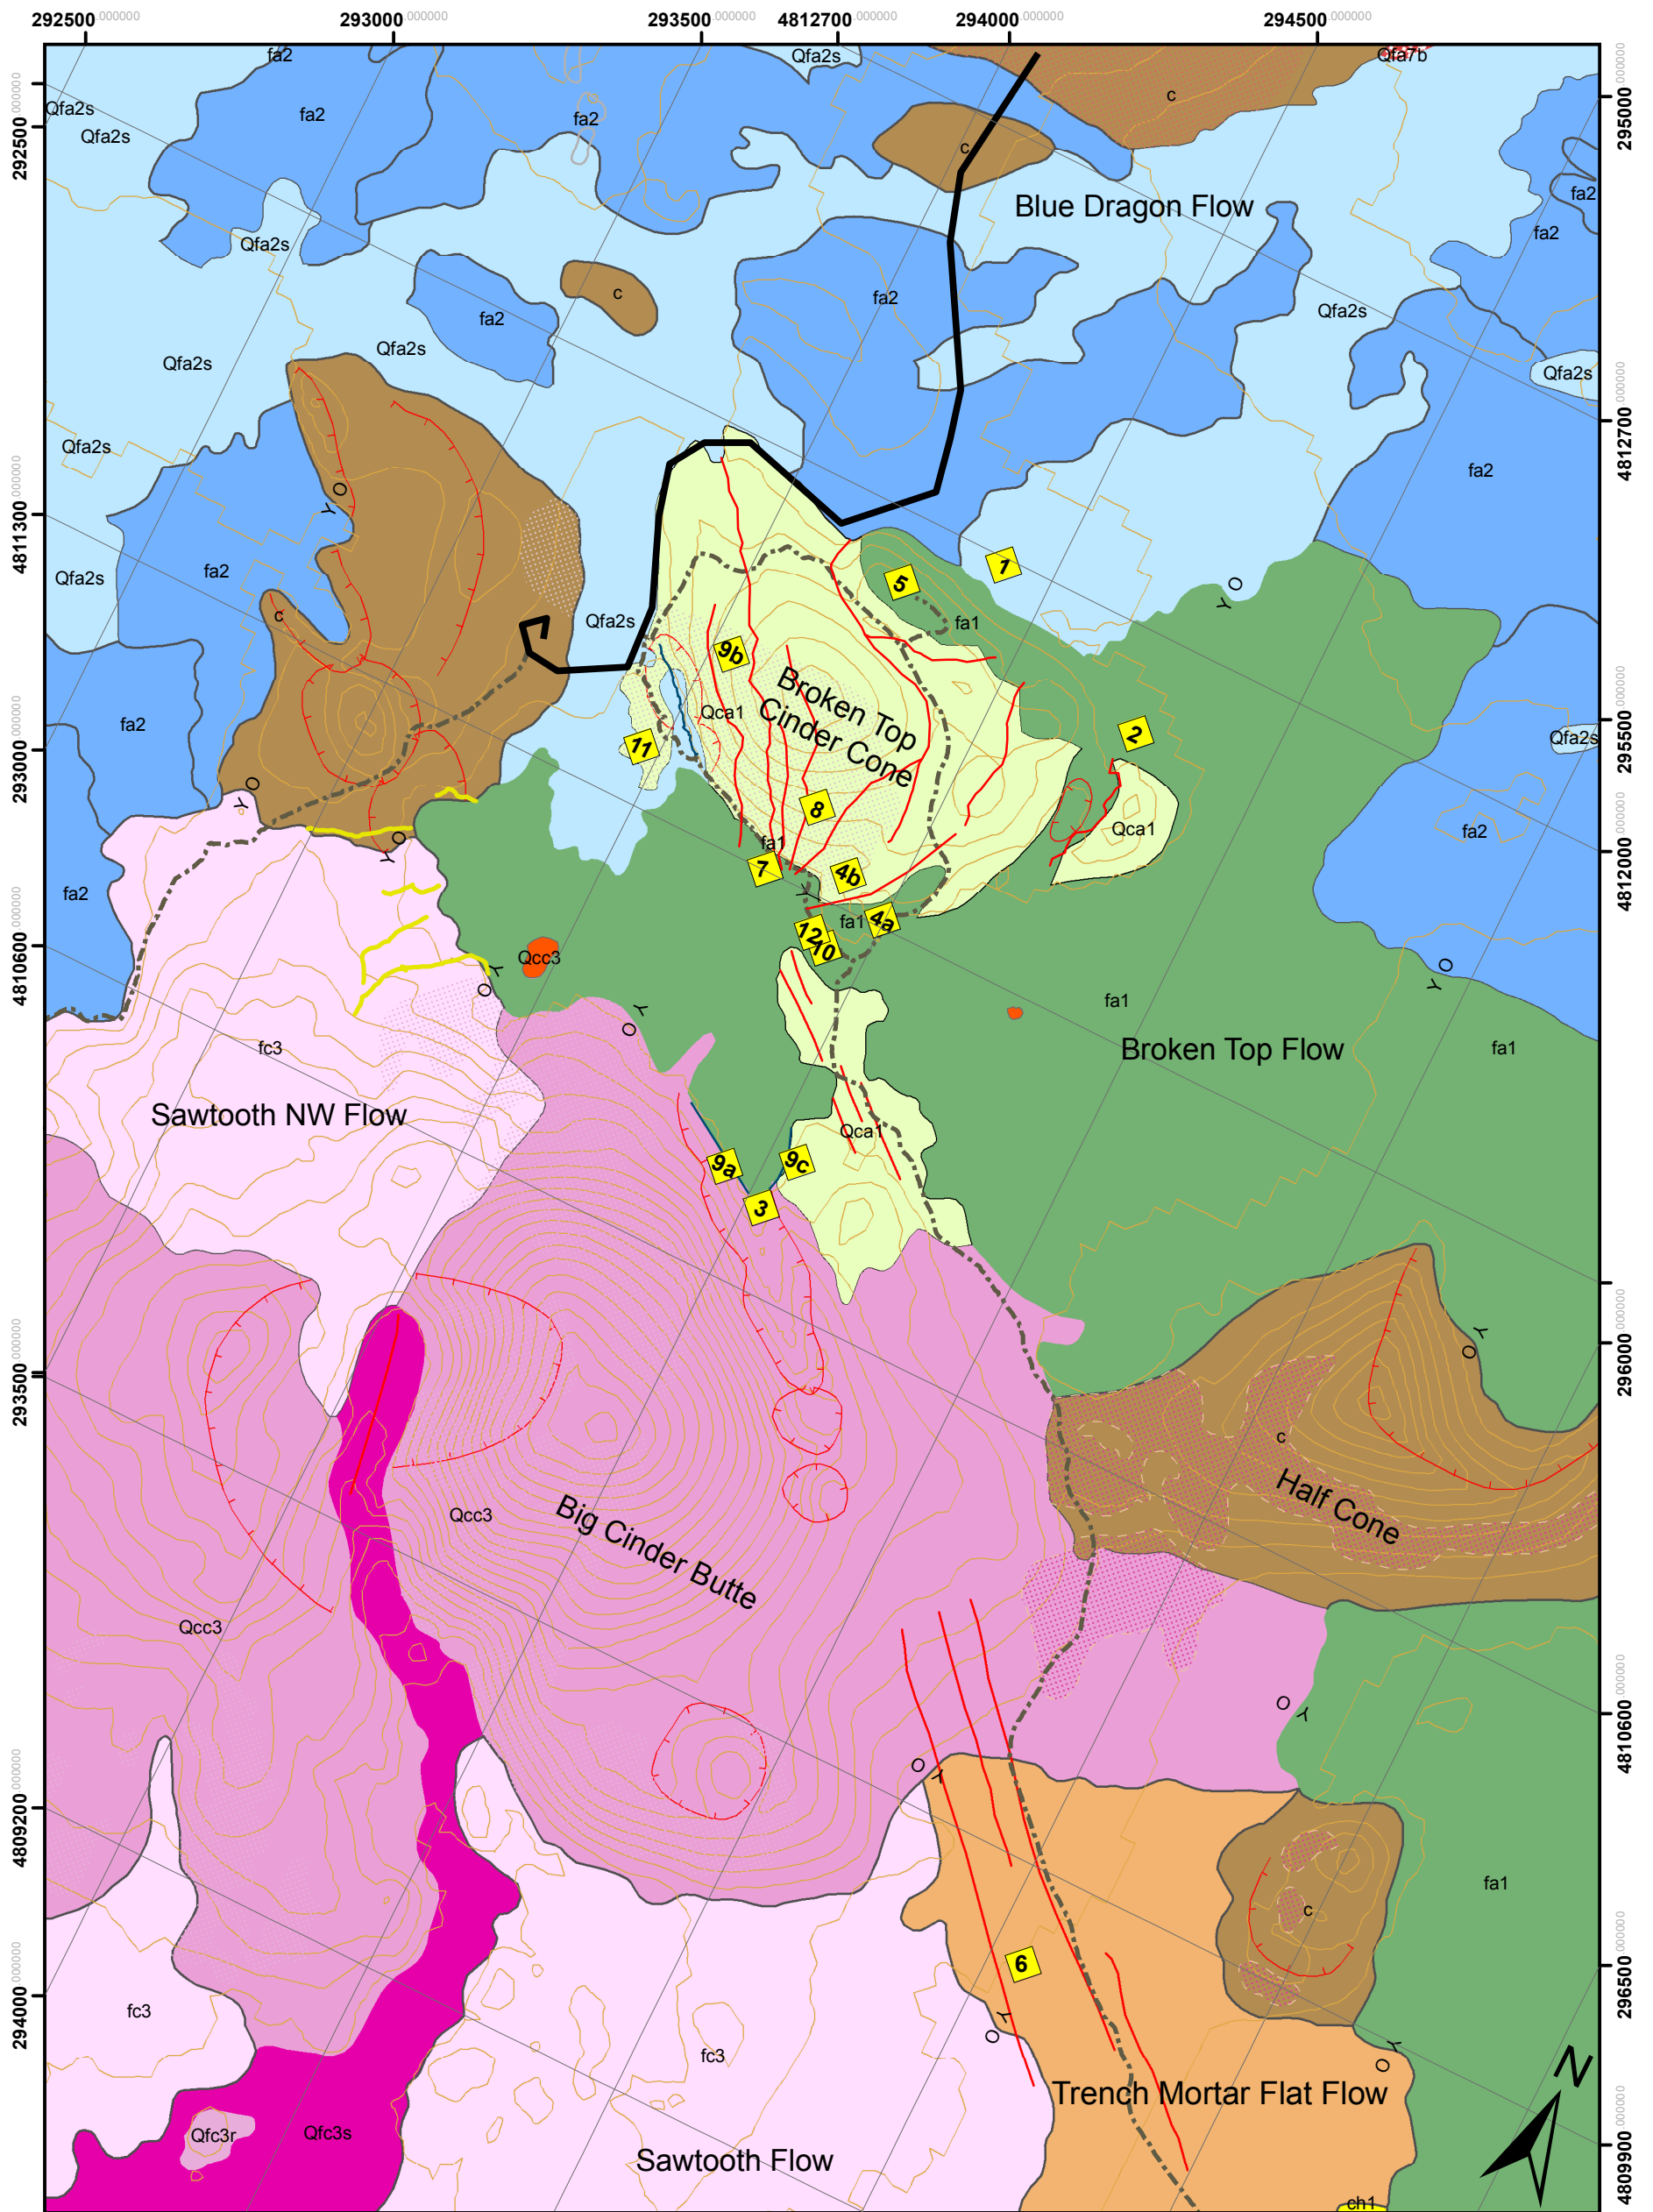 292500.000000 293000.000000 293500.000000 4812700.000000 294000.000000 294500.000000
fa2 Qfa2s Qfa7b
c
Qfa2s fa2 fa2
292500.000000
295000.000000
Qfa2s
c
fa2
Blue Dragon Flow
fa2
Qfa2s
c fa2 Qfa2s
fa2
Qfa2s Qfa2s
Qfa2s
4812700.000000
Qfa2s
fa2
O
Y
4811300.000000
1
fa2 5
Qfa2s
O
Y
c Qfa2s fa1
9b
Broken Top
Cinder Cone
Qca1
fa2
293000.000000
11
2
Qfa2s
295500.000000
O
Y
8
Qca1
fa2
O
Y
fa1
7
4b
4812000.000000
fa2
Y
fa1 4a
12
10
4810600.000000
Qcc3
Y
O
O
Y
fa1
Y
O
fc3
Broken Top Flow
fa1
Sawtooth NW Flow
Qca1
9a 9c
3
Y
O
296000.000000
293500.000000
c
Half Cone
Qcc3
Big Cinder Butte
Qcc3
O
Y
4810600.000000
O
Y
4809200.000000
fa1
c
6
296500.000000
294000.000000
fc3
Y
O
fc3
Y
O
N
Trench Mortar Flat Flow
Qfc3r Qfc3s
Sawtooth Flow
4809900.000000
ch1